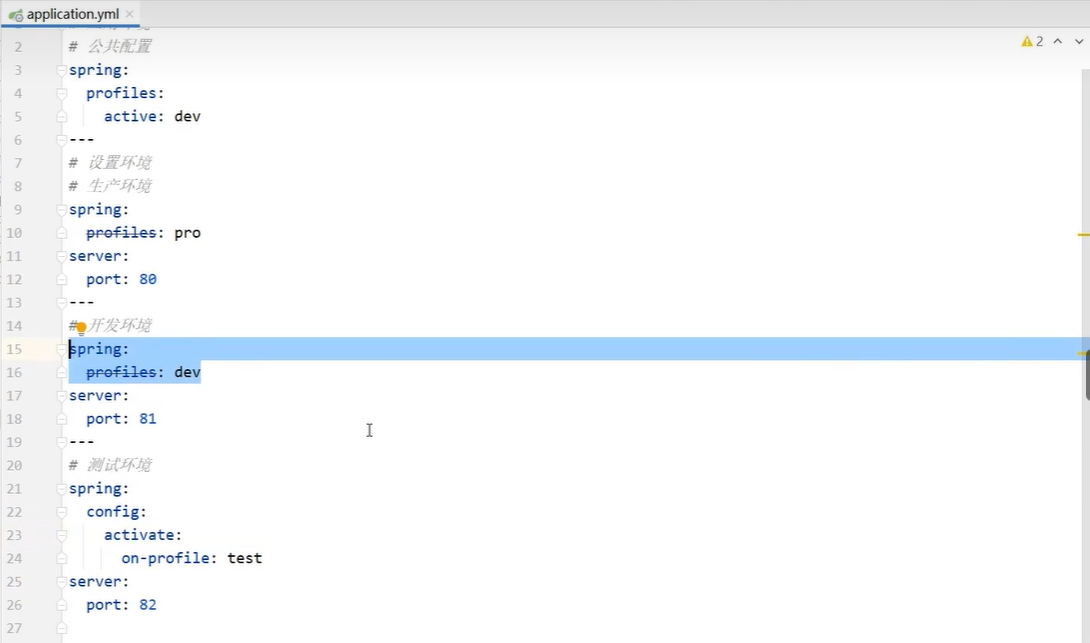 application.yml
2
2 # 公共配置
3 spring:
4 profiles:
5 active: dev
6 ---
7 # 设置环境
8 # 生产环境
9 spring:
10 profiles: pro
11 server:
12 port: 80
13 ---
14 # 开发环境
15 spring:
16 profiles: dev
17 server:
18 port: 81
19 ---
20 # 测试环境
21 spring:
22 config:
23 activate:
24 on-profile: test
25 server:
26 port: 82
27